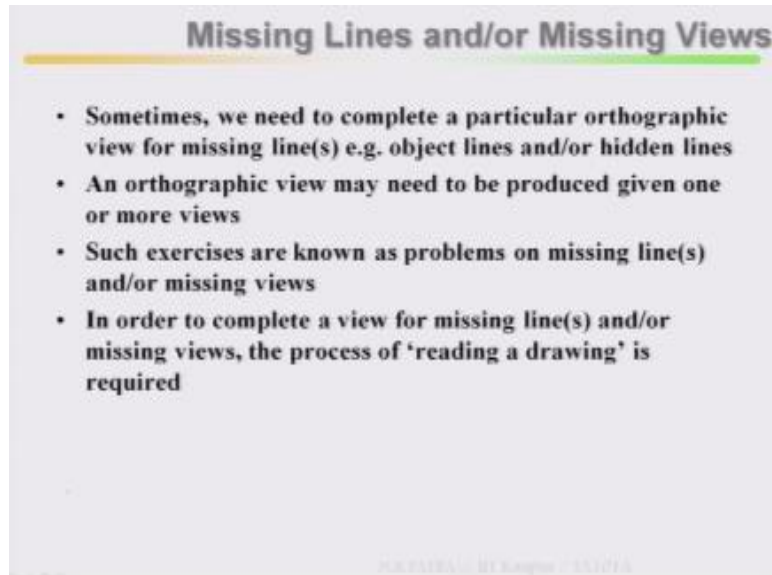 Missing Lines and/or Missing Views
• Sometimes, we need to complete a particular orthographic
view for missing line(s) e.g. object lines and/or hidden lines
• An orthographic view may need to be produced given one
or more views
• Such exercises are known as problems on missing line(s)
and/or missing views
• In order to complete a view for missing line(s) and/or
missing views, the process of ‘reading a drawing’ is
required